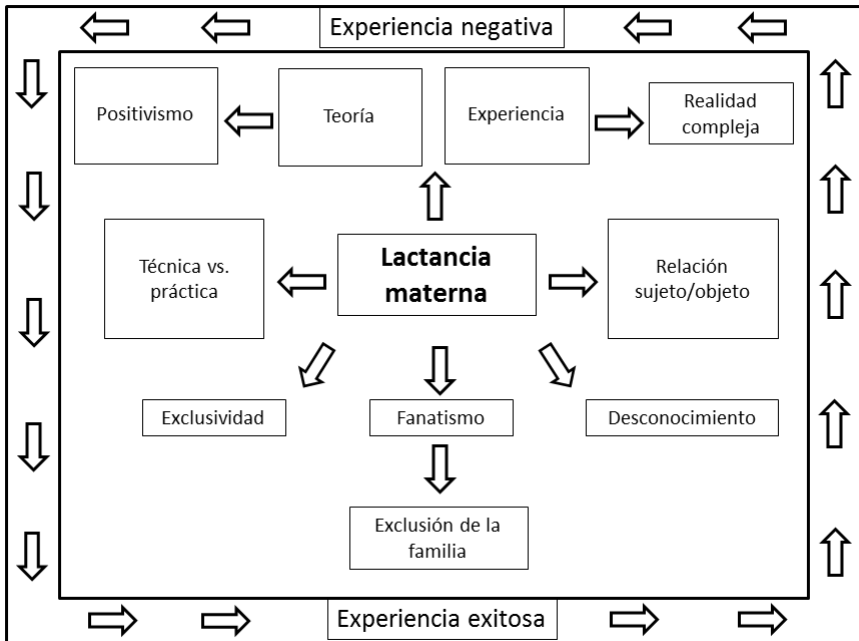 Experiencia negativa
Positivismo
Teoría
Experiencia
Realidad
compleja
Técnica vs.
práctica
Lactancia
materna
Relación
sujeto/objeto
Exclusividad
Fanatismo
Desconocimiento
Exclusión de la
familia
Experiencia exitosa